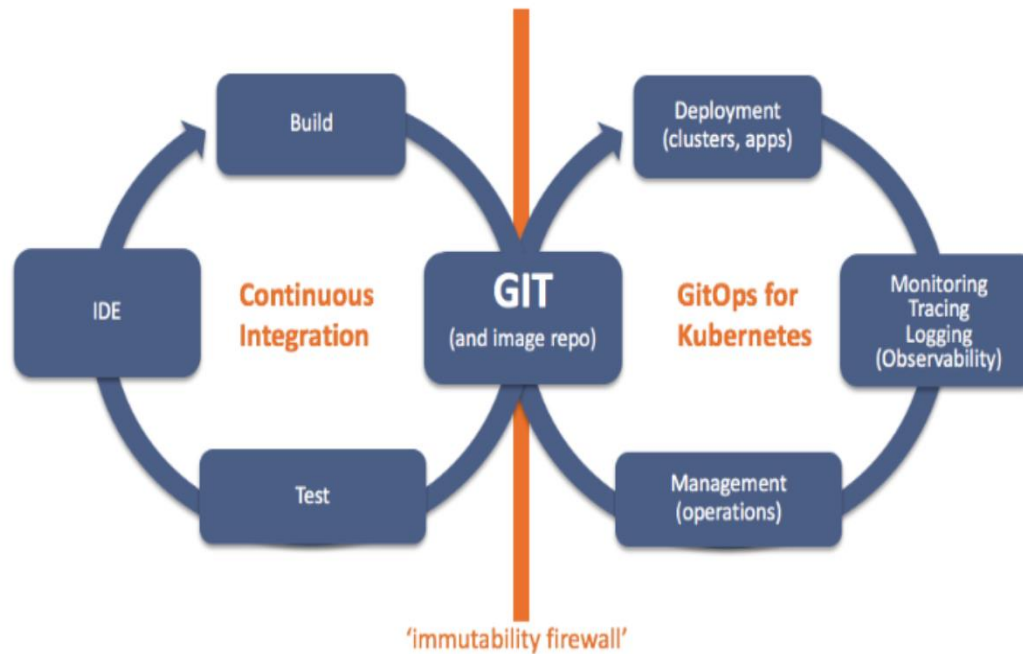 Build
Deployment
(clusters, apps)
IDE
Continuous
Integration
GIT
(and image repo)
GitOps for
Kubernetes
Monitoring
Tracing
Logging
(Observability)
Test
Management
(operations)
'immutability firewall'